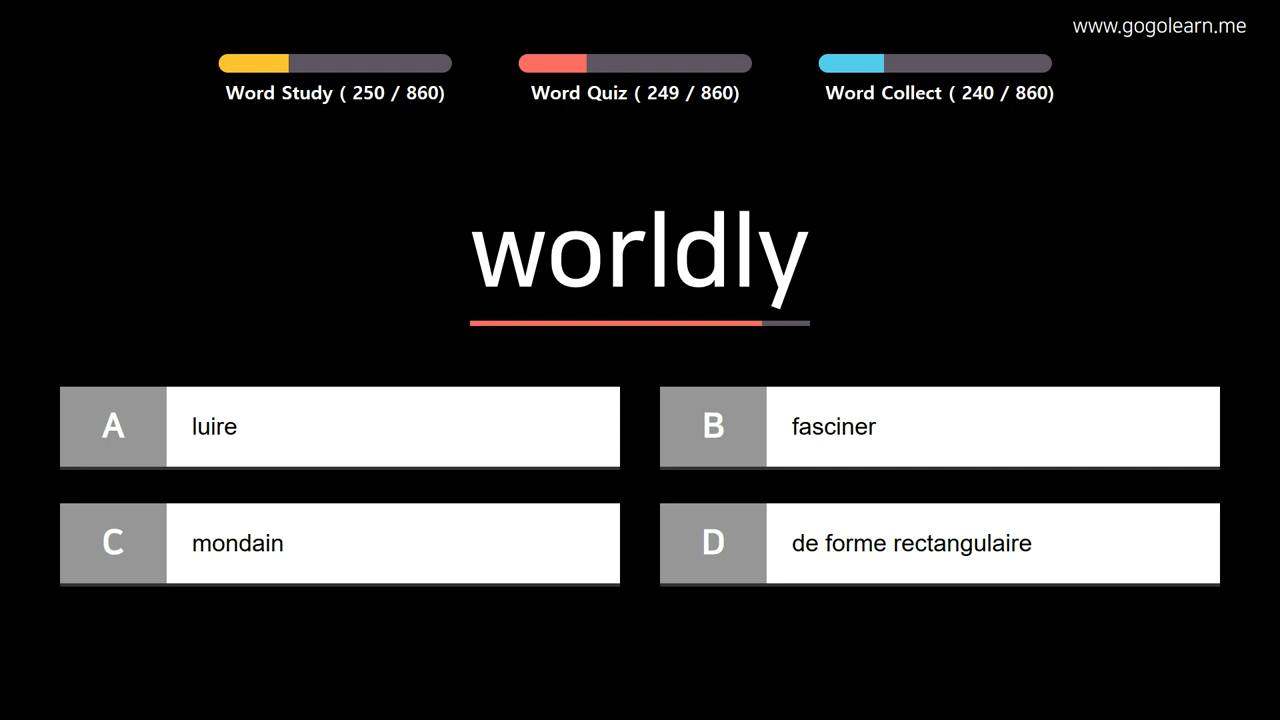 www.gogolearn.me
Word Study ( 250 / 860)
Word Quiz ( 249 / 860)
Word Collect ( 240 / 860)
worldly
A luire
B fasciner
C mondain
D de forme rectangulaire